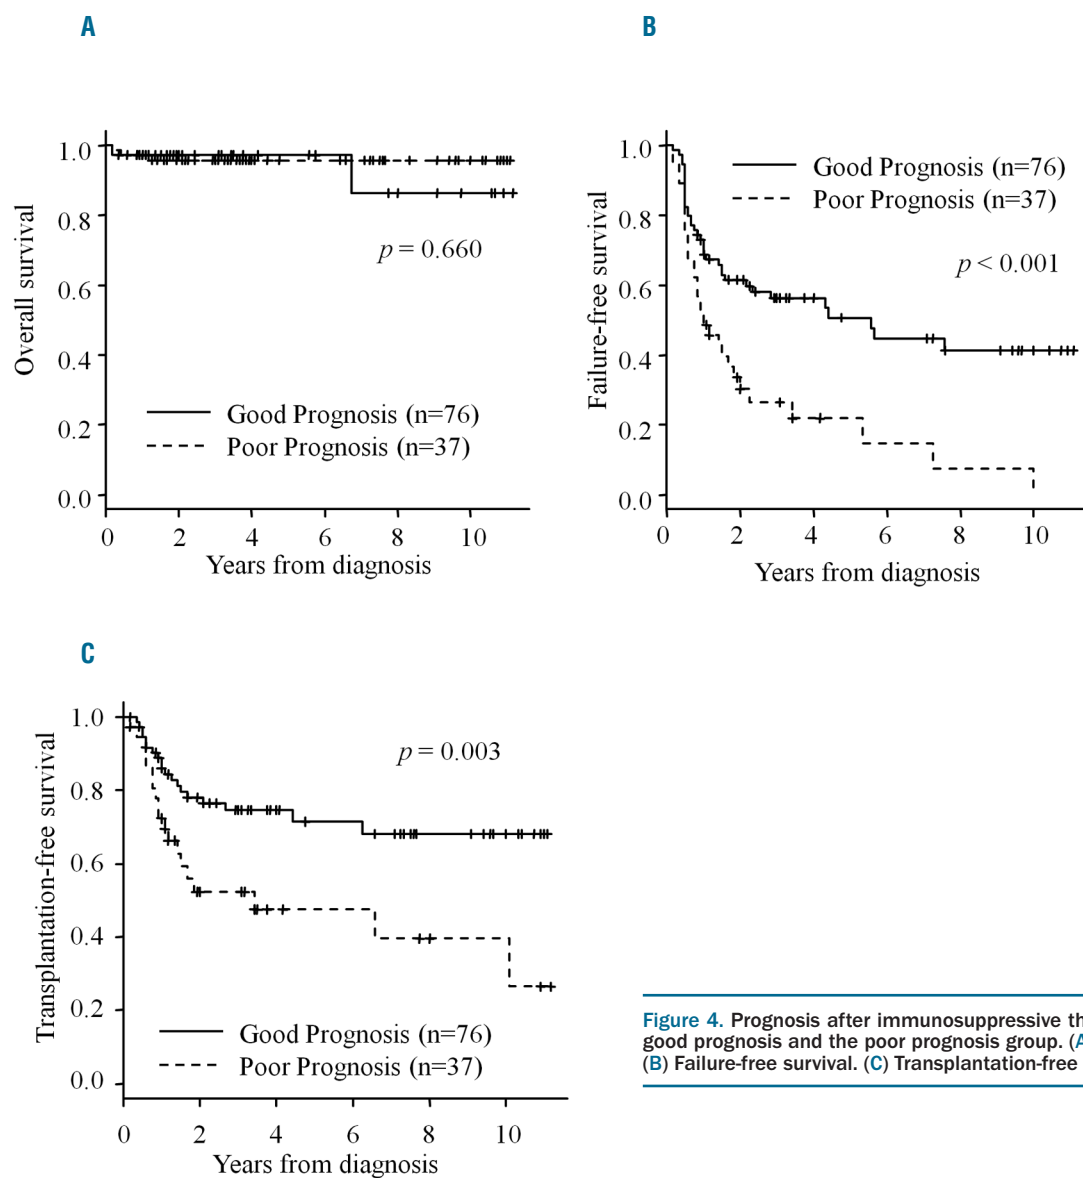 A
Overall survival
1.0
0.8
0.6
0.4
0.2
0.0
p = 0.660
Good Prognosis (n=76)
Poor Prognosis (n=37)
0 2 4 6 8 10
Years from diagnosis
B
Failure-free survival
1.0
0.8
0.6
0.4
0.2
0.0
Good Prognosis (n=76)
Poor Prognosis (n=37)
p < 0.001
0 2 4 6 8 10
Years from diagnosis
C
Transplantation-free survival
1.0
0.8
0.6
0.4
0.2
0.0
p = 0.003
Good Prognosis (n=76)
Poor Prognosis (n=37)
0 2 4 6 8 10
Years from diagnosis
Figure 4. Prognosis after immunosuppressive th
good prognosis and the poor prognosis group. (A
(B) Failure-free survival. (C) Transplantation-free